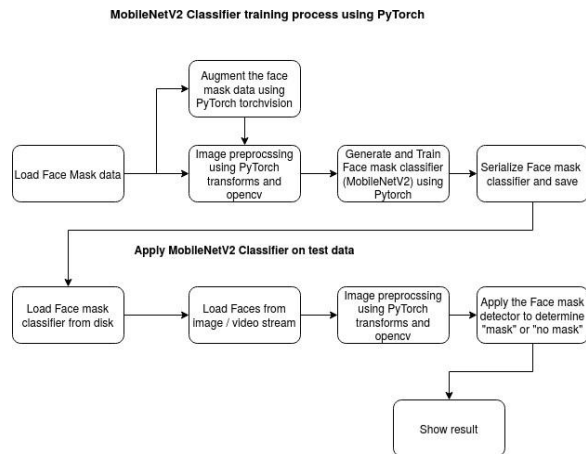 MobileNetV2 Classifier training process using PyTorch
Augment the face
mask data using
PyTorch torchvision
Load Face Mask data
Image preprocssing
using PyTorch
transforms and
opencv
Generate and Train
Face mask classifier
(MobileNetV2) using
Pytorch
Serialize Face mask
classifier and save
Apply MobileNetV2 Classifier on test data
Load Face mask
classifier from disk
Load Faces from
image / video stream
Image preprocssing
using PyTorch
transforms and
opencv
Apply the Face mask
detector to determine
"mask" or "no mask"
Show result